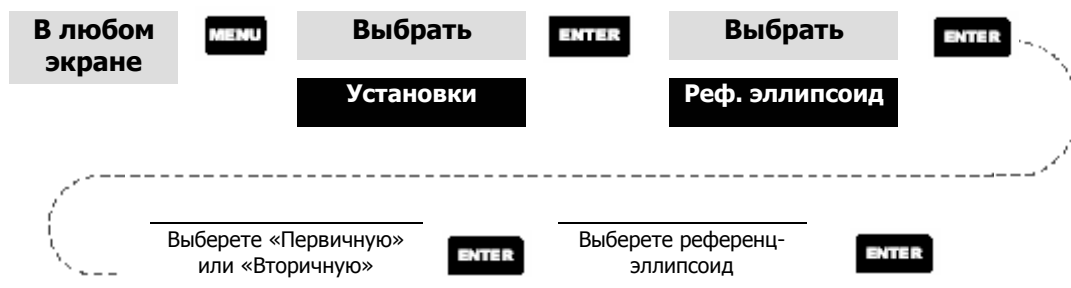 В любом
экране
MENU
Выбрать
Установки
ENTER
Выбрать
Реф. эллипсоид
ENTER
Выберете «Первичную»
или «Вторичную»
ENTER
Выберете референц-
эллипсоид
ENTER